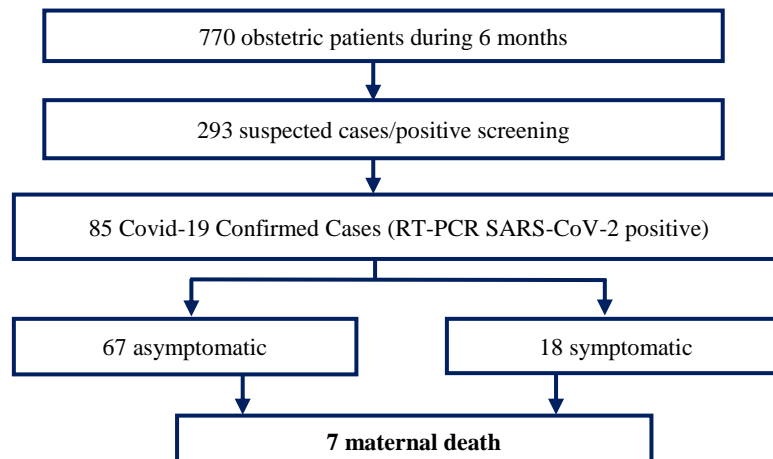 770 obstetric patients during 6 months
293 suspected cases/positive screening
85 Covid-19 Confirmed Cases (RT-PCR SARS-CoV-2 positive)
67 asymptomatic
18 symptomatic
7 maternal death